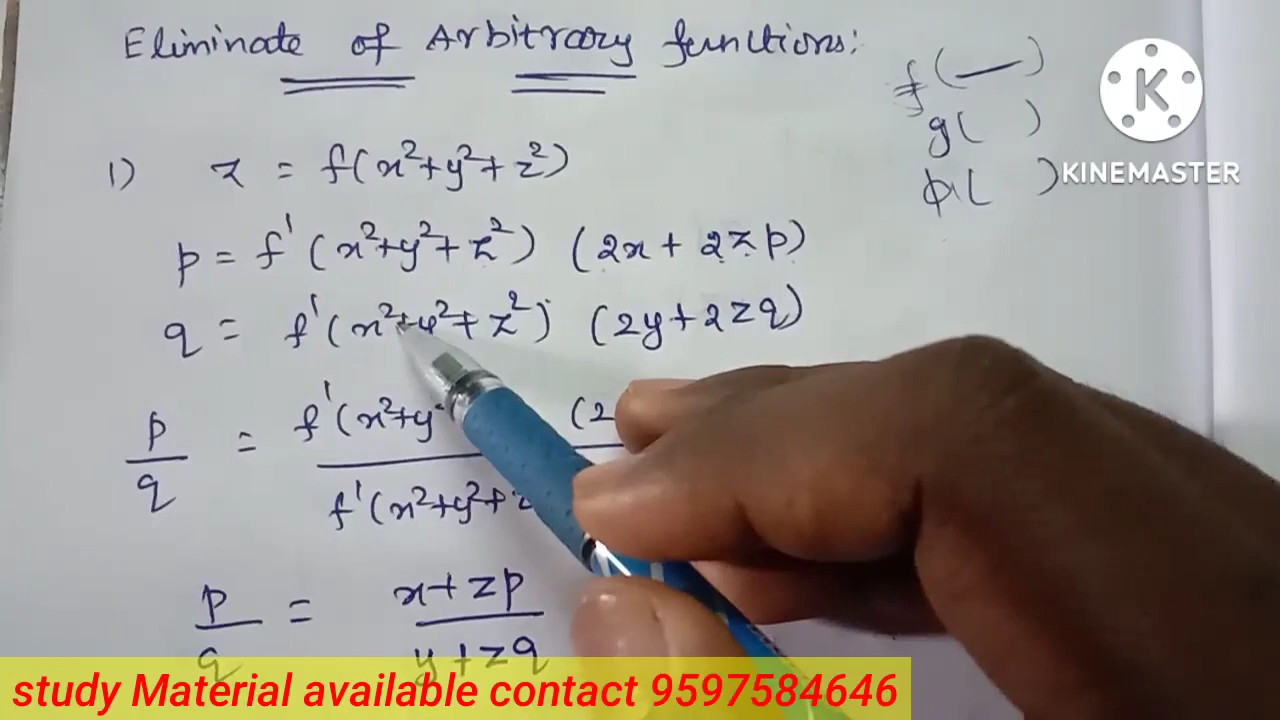 Eliminate of Arbitrary functions:
f( — )
g( )
φ( )
KINEMASTER
1) z = f(x²+y²+z²)
p = f'(x²+y²+z²) (2x + 2zp)
q = f'(x²+y²+z²) (2y+2zq)
p/q = f'(x²+y² (2 / f'(x²+y²+z
p/q = x+zp / y+zq
study Material available contact 9597584646